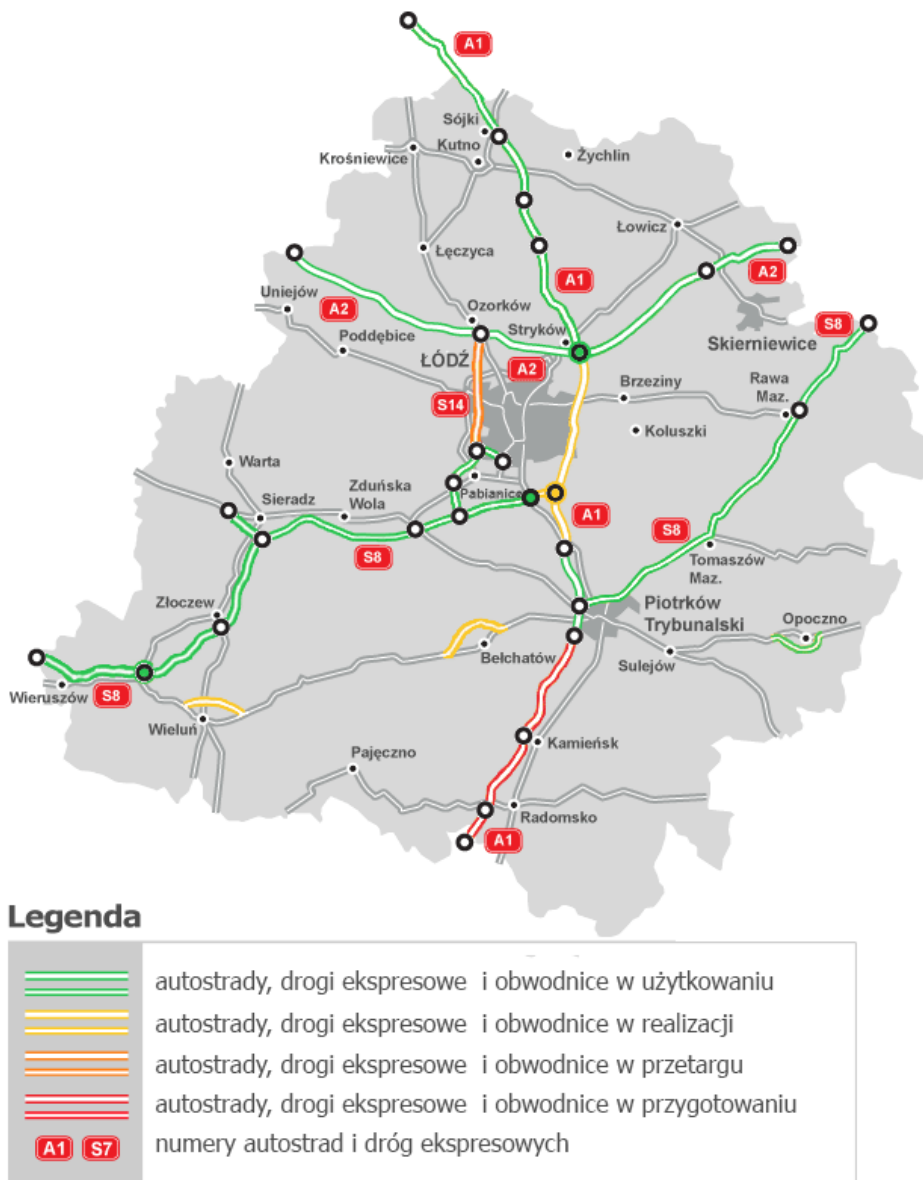 A1
Sójki
Kutno
Krośniewice
Żychlin
Łowicz
Łęczyca
A1
A2
Uniejów
A2
Ozorków
Stryków
S8
Poddębice
ŁÓDŹ
Skierniewice
A2
Brzeziny
Rawa
Maz.
S14
Koluszki
Warta
Zduńska
Wola
Pabianice
Sieradz
A1
S8
S8
Tomaszów
Maz.
Złoczew
Piotrków
Trybunalski
Opoczno
Bełchatów
Sulejów
Wieruszów
S8
Wieluń
Kamieńsk
Pajęczno
Radomsko
A1
Legenda
autostrady, drogi ekspresowe i obwodnice w użytkowaniu
autostrady, drogi ekspresowe i obwodnice w realizacji
autostrady, drogi ekspresowe i obwodnice w przetargu
autostrady, drogi ekspresowe i obwodnice w przygotowaniu
A1 S7 numery autostrad i dróg ekspresowych